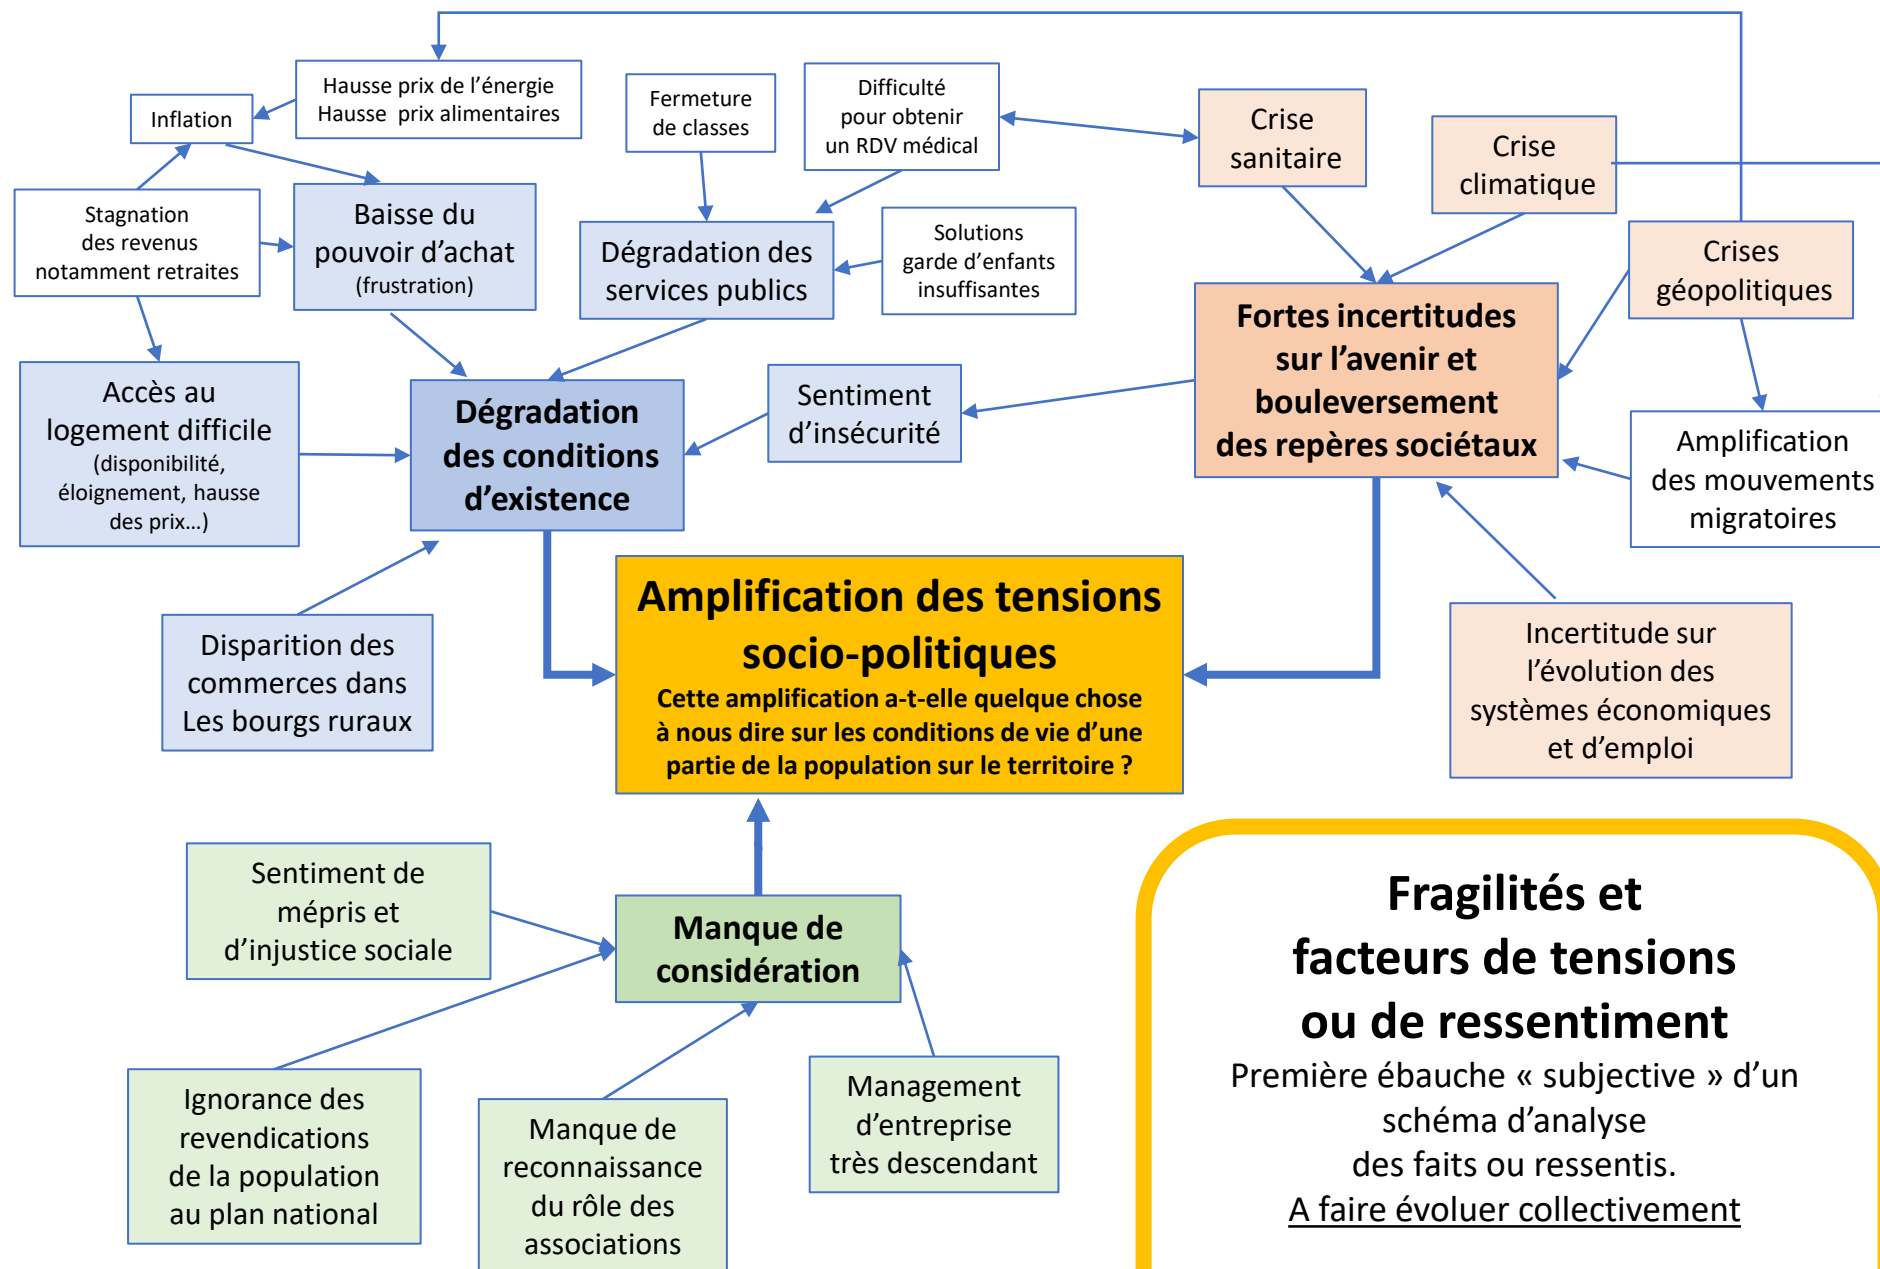 Hausse prix de l’énergie
Hausse prix alimentaires
Inflation
Fermeture
de classes
Difficulté
pour obtenir
un RDV médical
Crise
sanitaire
Crise
climatique
Stagnation
des revenus
notamment retraites
Baisse du
pouvoir d’achat
(frustration)
Dégradation des
services publics
Solutions
garde d’enfants
insuffisantes
Crises
géopolitiques
Fortes incertitudes
sur l’avenir et
bouleversement
des repères sociétaux
Accès au
logement difficile
(disponibilité,
éloignement, hausse
des prix…)
Dégradation
des conditions
d’existence
Sentiment
d’insécurité
Amplification
des mouvements
migratoires
Disparition des
commerces dans
Les bourgs ruraux
Amplification des tensions
socio-politiques
Cette amplification a-t-elle quelque chose
à nous dire sur les conditions de vie d’une
partie de la population sur le territoire ?
Incertitude sur
l’évolution des
systèmes économiques
et d’emploi
Sentiment de
mépris et
d’injustice sociale
Manque de
considération
Ignorance des
revendications
de la population
au plan national
Manque de
reconnaissance
du rôle des
associations
Management
d’entreprise
très descendant
Fragilités et
facteurs de tensions
ou de ressentiment
Première ébauche « subjective » d’un
schéma d’analyse
des faits ou ressentis.
A faire évoluer collectivement